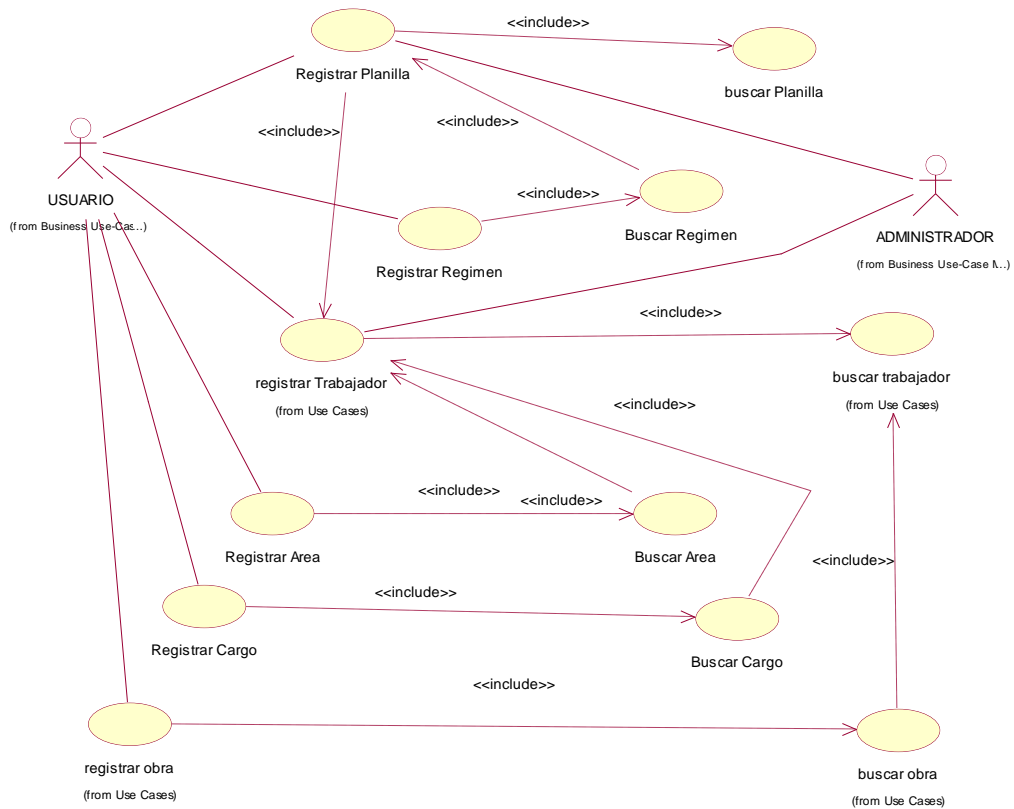 <<include>>
Registrar Planilla
buscar Planilla
<<include>>
<<include>>
USUARIO
(from Business Use-Cas...)
<<include>>
Buscar Regimen
ADMINISTRADOR
(from Business Use-Case M...)
Registrar Regimen
<<include>>
registrar Trabajador
(from Use Cases)
buscar trabajador
(from Use Cases)
<<include>>
<<include>>
<<include>>
Registrar Area
Buscar Area
<<include>>
<<include>>
Registrar Cargo
Buscar Cargo
<<include>>
registrar obra
(from Use Cases)
buscar obra
(from Use Cases)